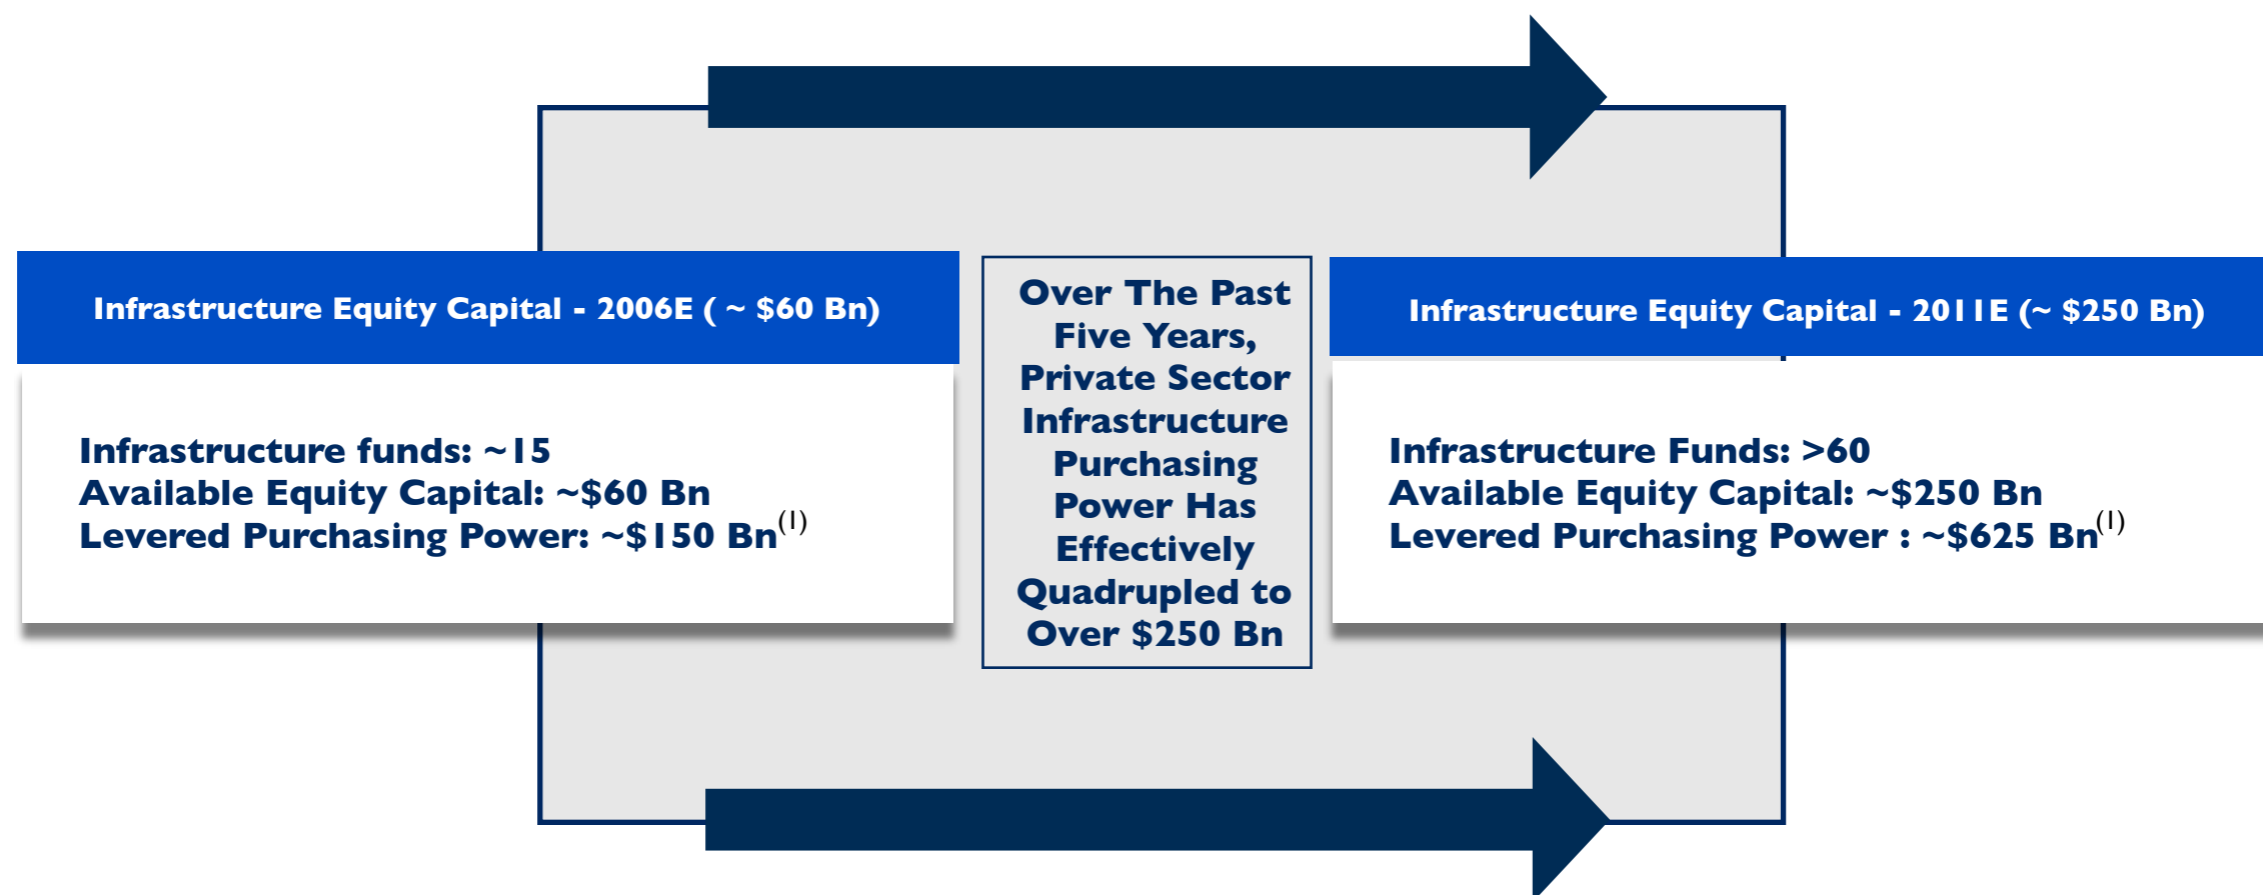 Infrastructure Equity Capital - 2006E ( ~ $60 Bn)
Infrastructure funds: ~15
Available Equity Capital: ~$60 Bn
Levered Purchasing Power: ~$150 Bn(1)
Over The Past
Five Years,
Private Sector
Infrastructure
Purchasing
Power Has
Effectively
Quadrupled to
Over $250 Bn
Infrastructure Equity Capital - 2011E (~ $250 Bn)
Infrastructure Funds: >60
Available Equity Capital: ~$250 Bn
Levered Purchasing Power : ~$625 Bn(1)